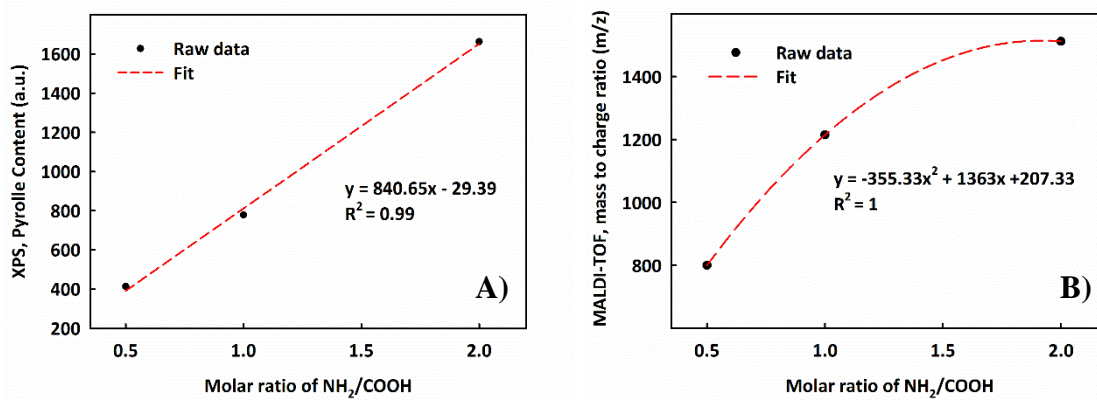 1600
1400
1200
1000
800
600
400
200
XPS, Pyrolle Content (a.u.)
Raw data
Fit
y = 840.65x - 29.39
R² = 0.99
A)
0.5 1.0 1.5 2.0
Molar ratio of NH₂/COOH
1400
1200
1000
800
MALDI-TOF, mass to charge ratio (m/z)
Raw data
Fit
y = -355.33x² + 1363x +207.33
R² = 1
B)
0.5 1.0 1.5 2.0
Molar ratio of NH₂/COOH